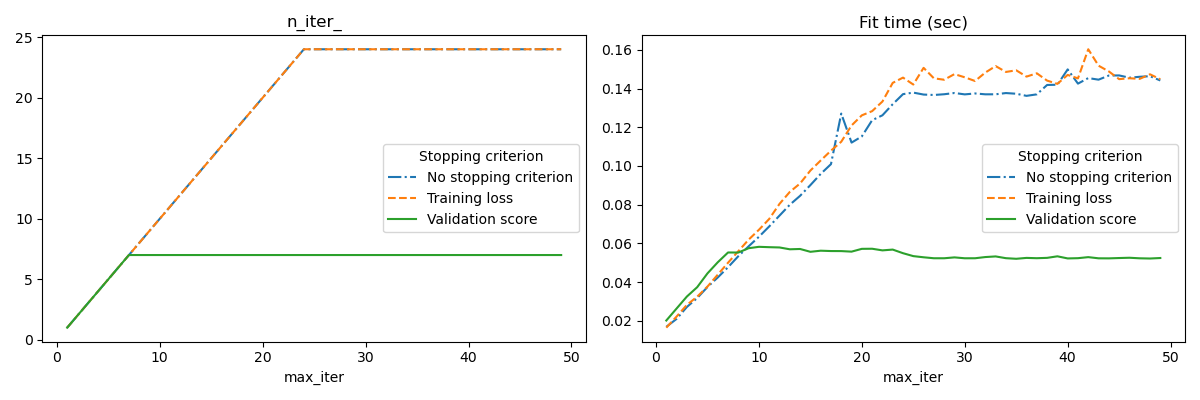 n_iter_
25
20
15
10
5
0
0
10
20
30
40
50
max_iter
Stopping criterion
No stopping criterion
Training loss
Validation score
Fit time (sec)
0.16
0.14
0.12
0.10
0.08
0.06
0.04
0.02
0
10
20
30
40
50
max_iter
Stopping criterion
No stopping criterion
Training loss
Validation score